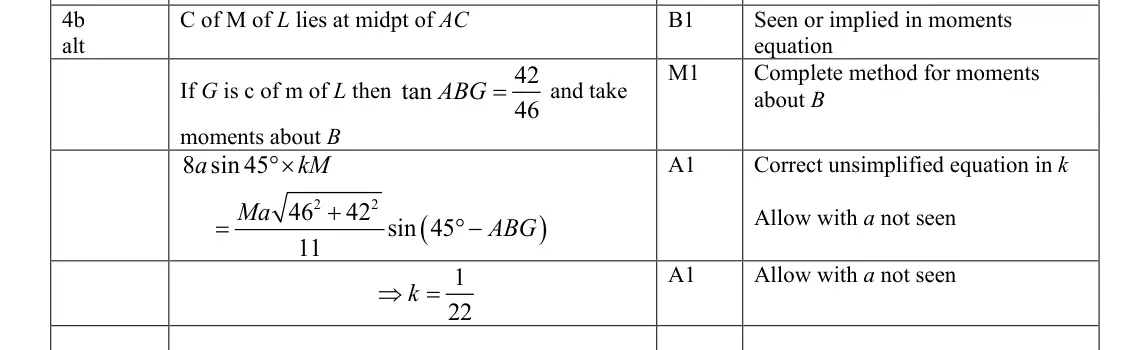 4b C of M of L lies at midpt of AC B1 Seen or implied in moments
alt equation
If G is c of m of L then tan ABG = 42/46 and take M1 Complete method for moments
moments about B about B
8a sin 45° × kM A1 Correct unsimplified equation in k
= Ma√(46² + 42²)/11 sin (45° − ABG) Allow with a not seen
⇒ k = 1/22 A1 Allow with a not seen